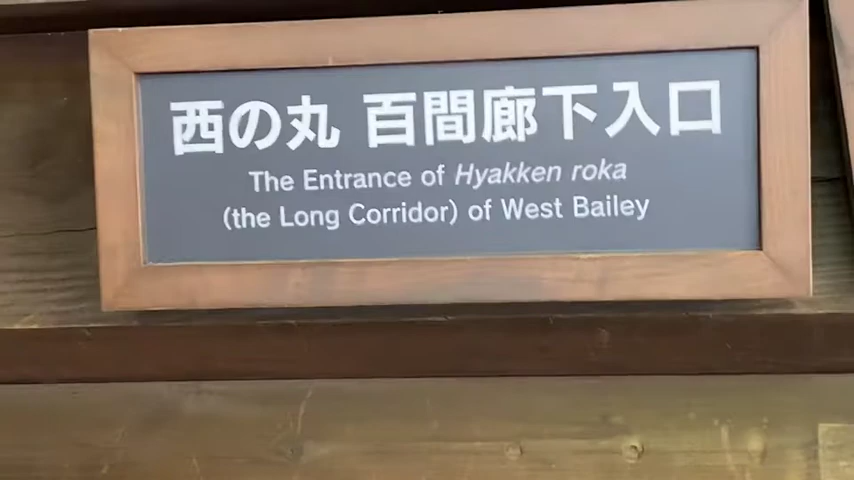 西の丸 百間廊下入口
The Entrance of Hyakken roka
(the Long Corridor) of West Bailey